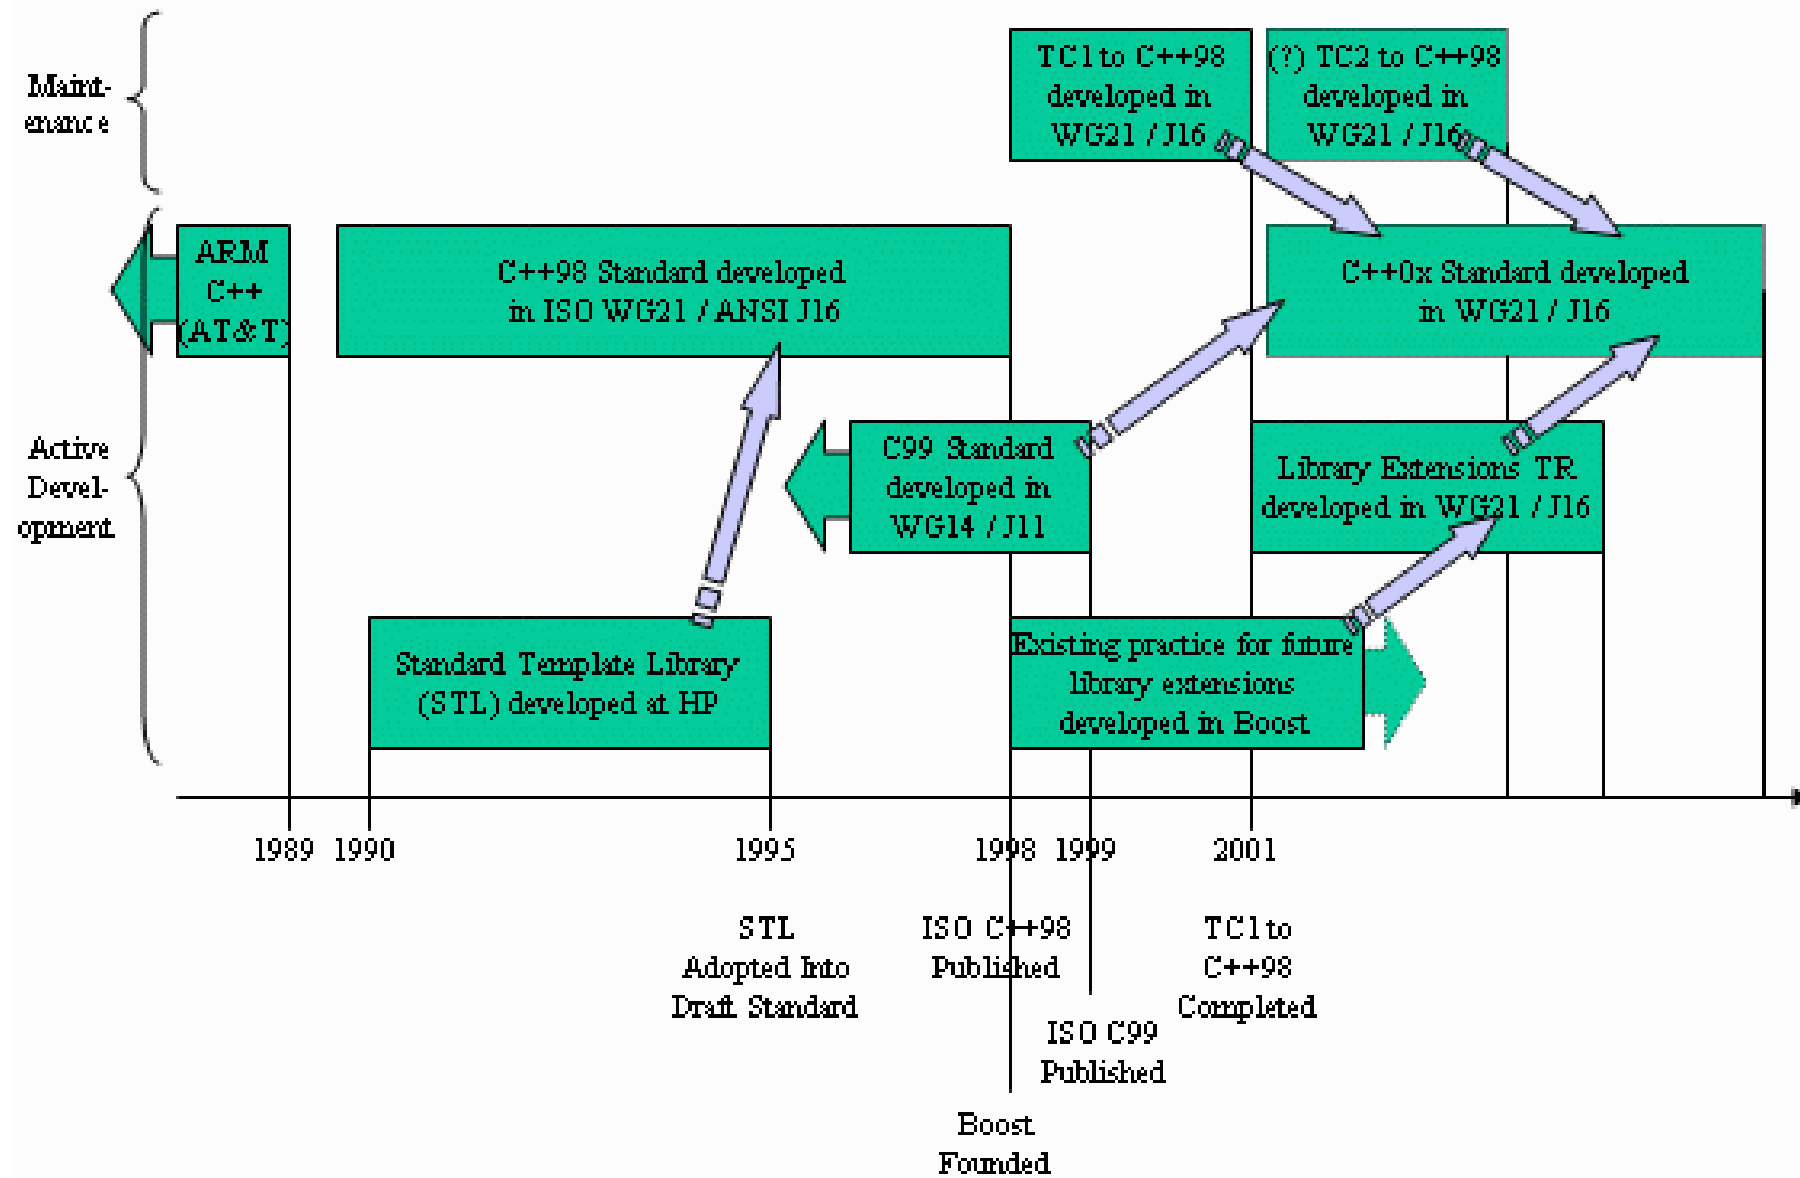 Maint-
enance
TC1 to C++98
developed in
WG21 / J16
(?) TC2 to C++98
developed in
WG21 / J16
Active
Devel-
opment
ARM
C++
(AT&T)
C++98 Standard developed
in ISO WG21 / ANSI J16
C++0x Standard developed
in WG21 / J16
C99 Standard
developed in
WG14 / J11
Library Extensions TR
developed in WG21 / J16
Standard Template Library
(STL) developed at HP
Existing practice for future
library extensions
developed in Boost
1989 1990 1995 1998 1999 2001
STL
Adopted Into
Draft Standard
ISO C++98
Published
TC1 to
C++98
Completed
ISO C99
Published
Boost
Founded